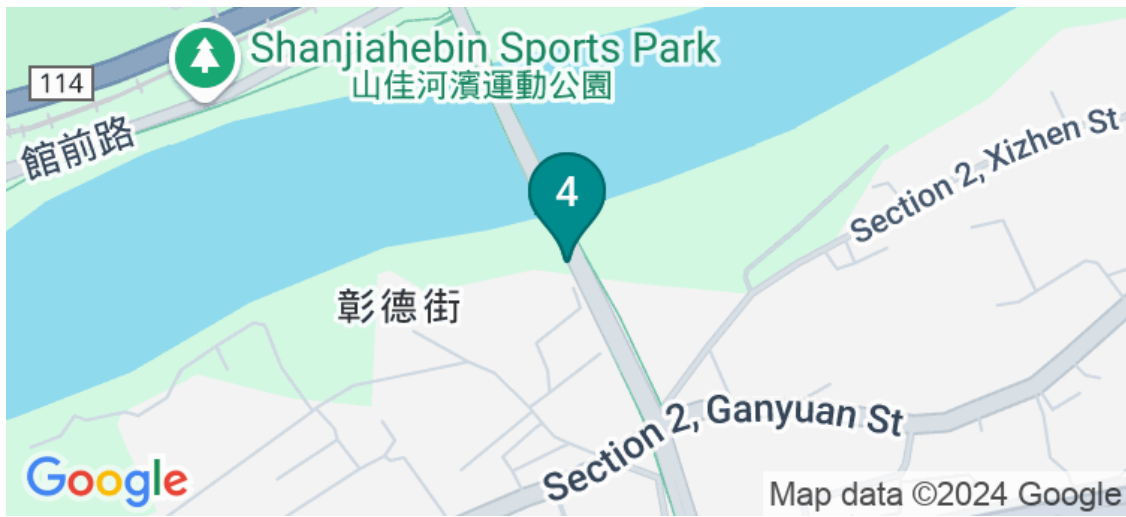 Shanjiahebin Sports Park
山佳河濱運動公園
114
館前路
Section 2, Xizhen St
4
彰德街
Section 2, Ganyuan St
Google
Map data ©2024 Google